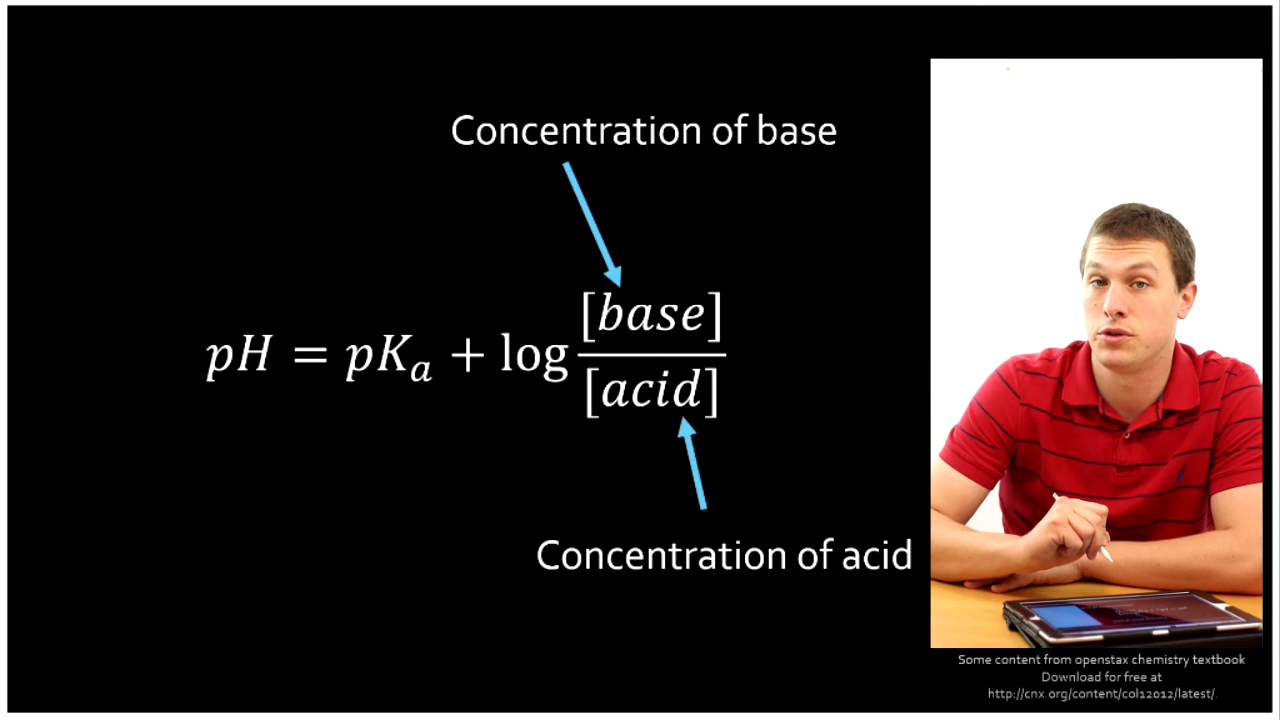 Concentration of base
pH = pKₐ + log [base]/[acid]
Concentration of acid
Some content from openstax chemistry textbook
Download for free at
http://cnx.org/content/col12012/latest/.